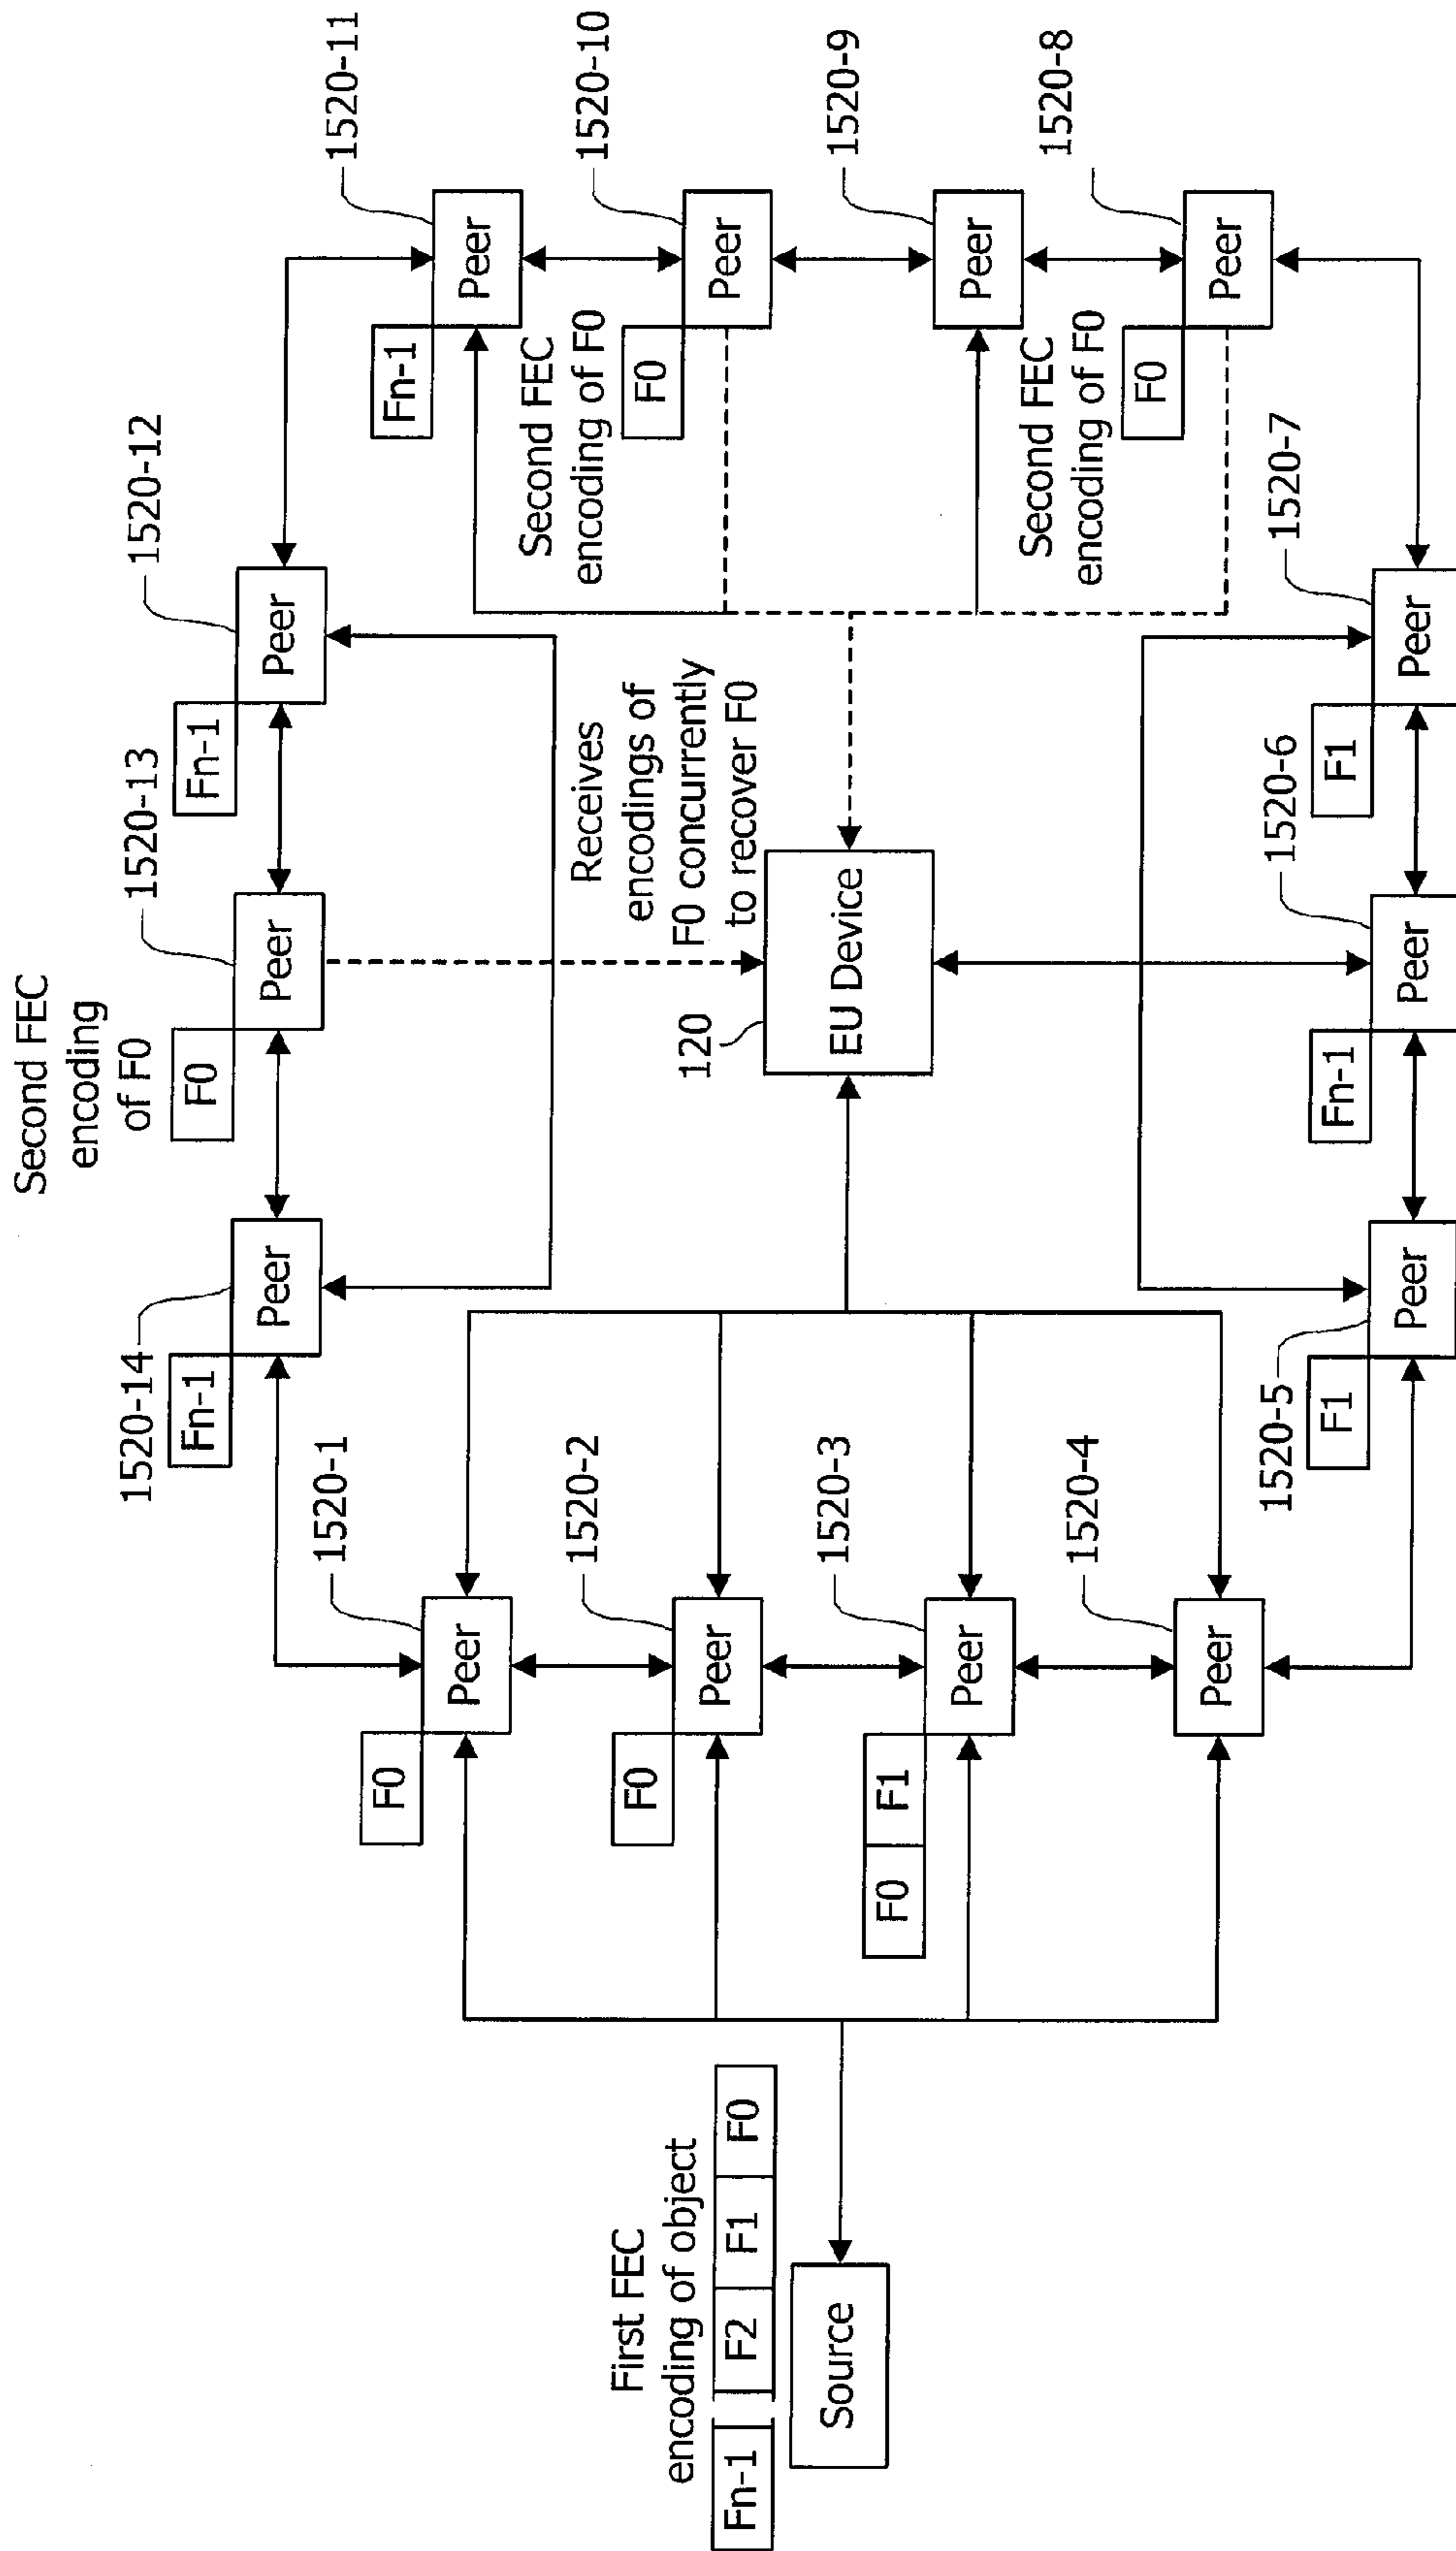 First FEC
encoding of object
Fn-1
F2
F1
F0
Source
F0
Peer
1520-1
F0
Peer
1520-2
F0
F1
Peer
1520-3
Peer
1520-4
F1
Peer
1520-5
Fn-1
Peer
1520-6
F1
Peer
1520-7
Second FEC
encoding of F0
F0
Peer
1520-8
Peer
1520-9
Second FEC
encoding of F0
F0
Peer
1520-10
Fn-1
Peer
1520-11
Fn-1
Peer
1520-12
Second FEC
encoding
of F0
F0
Peer
1520-13
Fn-1
Peer
1520-14
Receives
encodings of
F0 concurrently
to recover F0
120
EU Device